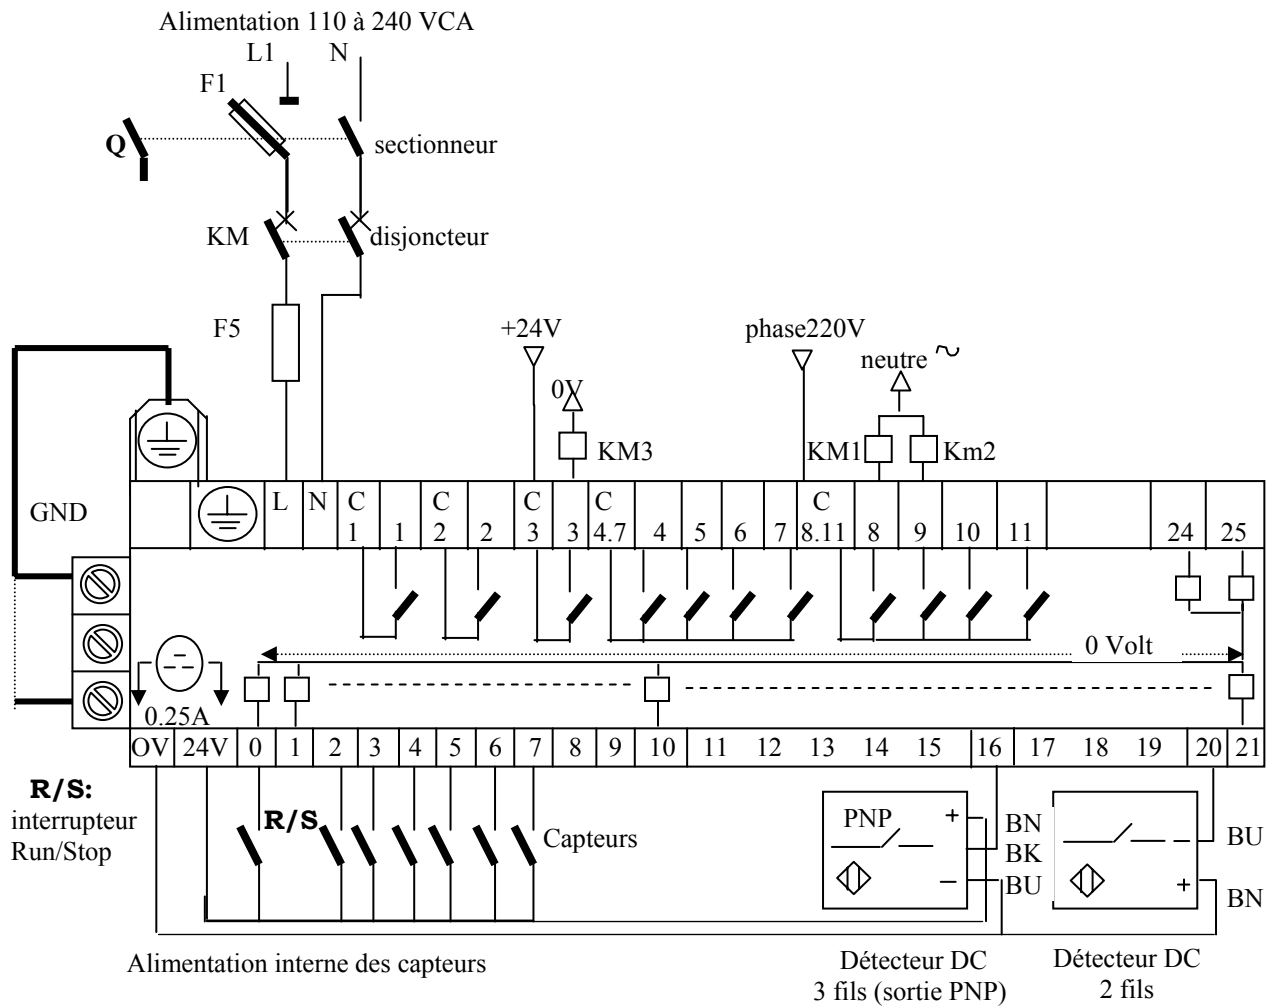 Alimentation 110 à 240 VCA
L1 N
F1
Q
sectionneur
KM
disjoncteur
F5
+24V
phase220V
neutre
0V
KM3
KM1
Km2
GND
L N C C C C C
1 1 2 2 3 3 4.7 4 5 6 7 8.11 8 9 10 11 24 25
0 Volt
0.25A
OV 24V 0 1 2 3 4 5 6 7 8 9 10 11 12 13 14 15 16 17 18 19 20 21
R/S:
interrupteur
Run/Stop
R/S
Capteurs
PNP
+
−
BN
BK
BU
−
+
BU
BN
Alimentation interne des capteurs
Détecteur DC
3 fils (sortie PNP)
Détecteur DC
2 fils